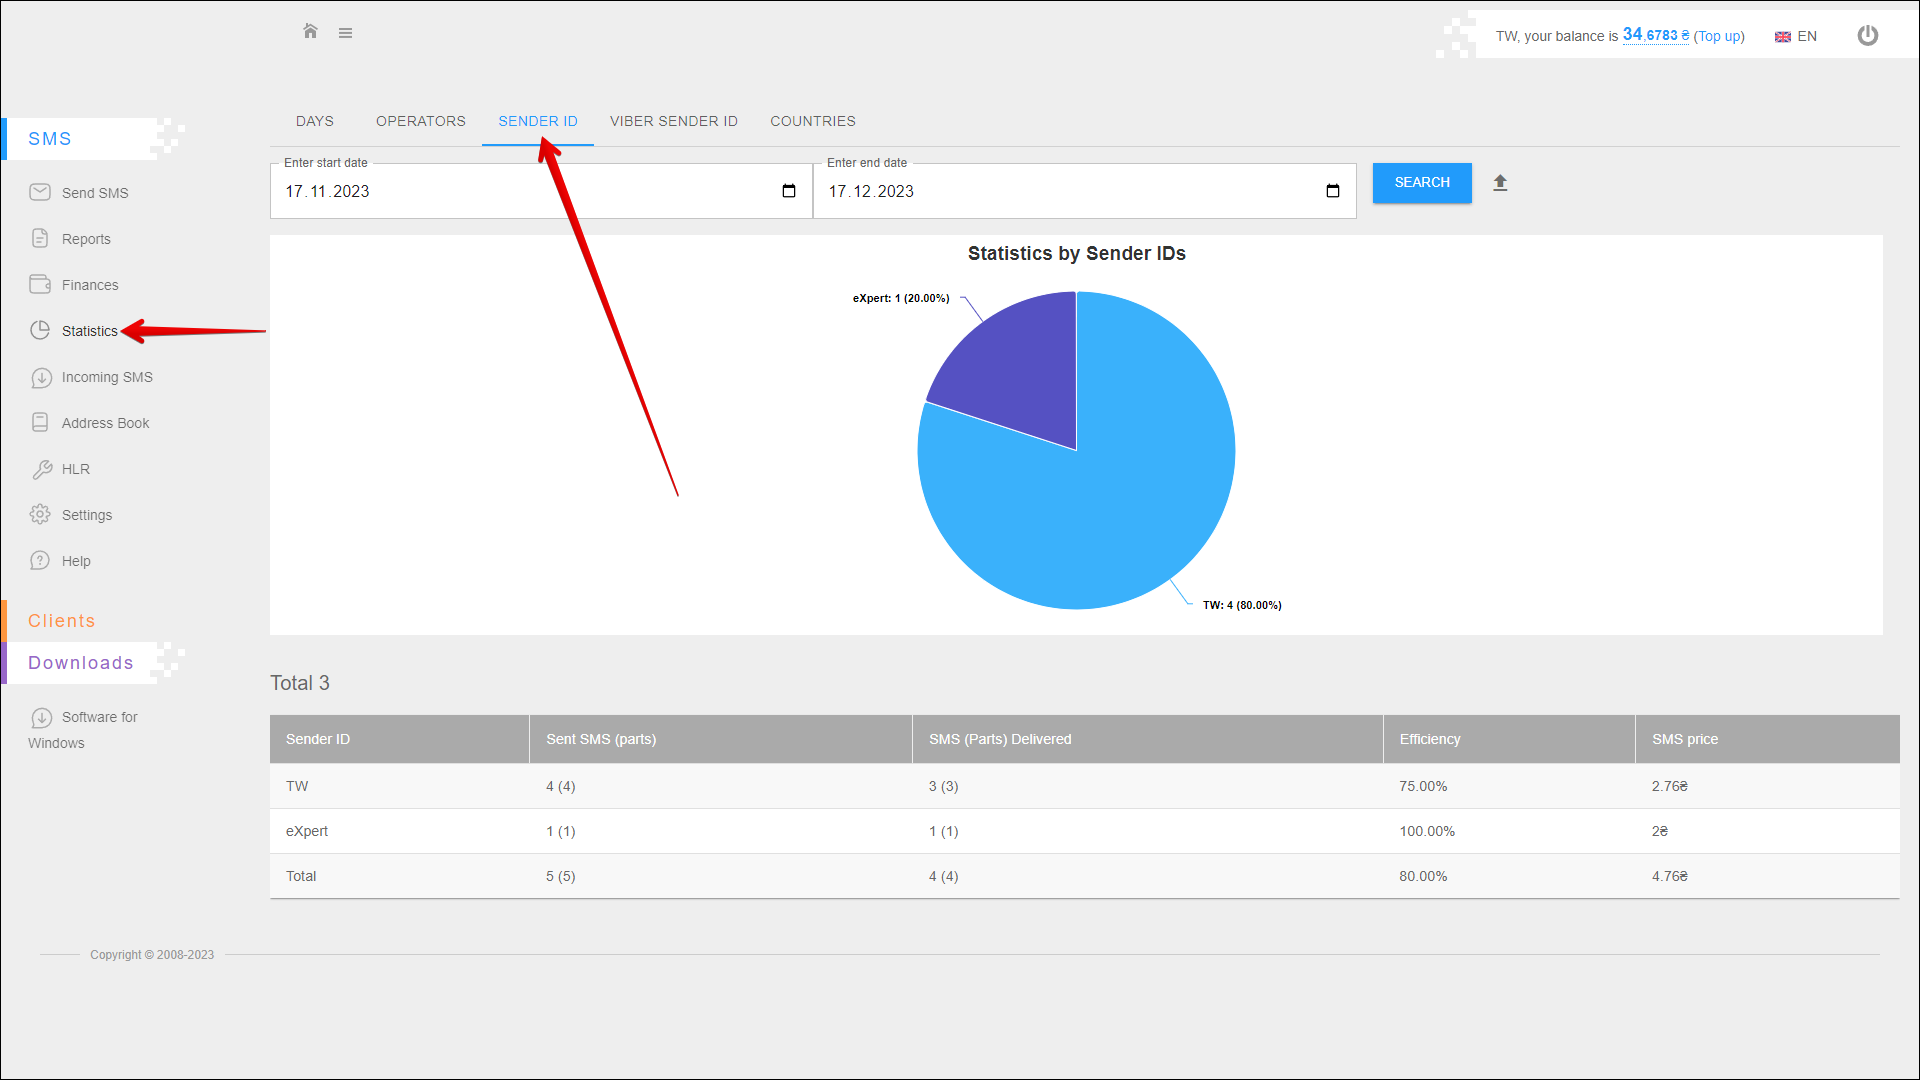 TW, your balance is 34,6783 ₴ (Top up)
EN
SMS
Send SMS
Reports
Finances
Statistics
Incoming SMS
Address Book
HLR
Settings
Help
Clients
Downloads
Software for
Windows
DAYS OPERATORS SENDER ID VIBER SENDER ID COUNTRIES
Enter start date
17.11.2023
Enter end date
17.12.2023
SEARCH
Statistics by Sender IDs
eXpert: 1 (20.00%)
TW: 4 (80.00%)
Total 3
Sender ID Sent SMS (parts) SMS (Parts) Delivered Efficiency SMS price
TW 4 (4) 3 (3) 75.00% 2.76₴
eXpert 1 (1) 1 (1) 100.00% 2₴
Total 5 (5) 4 (4) 80.00% 4.76₴
Copyright © 2008-2023